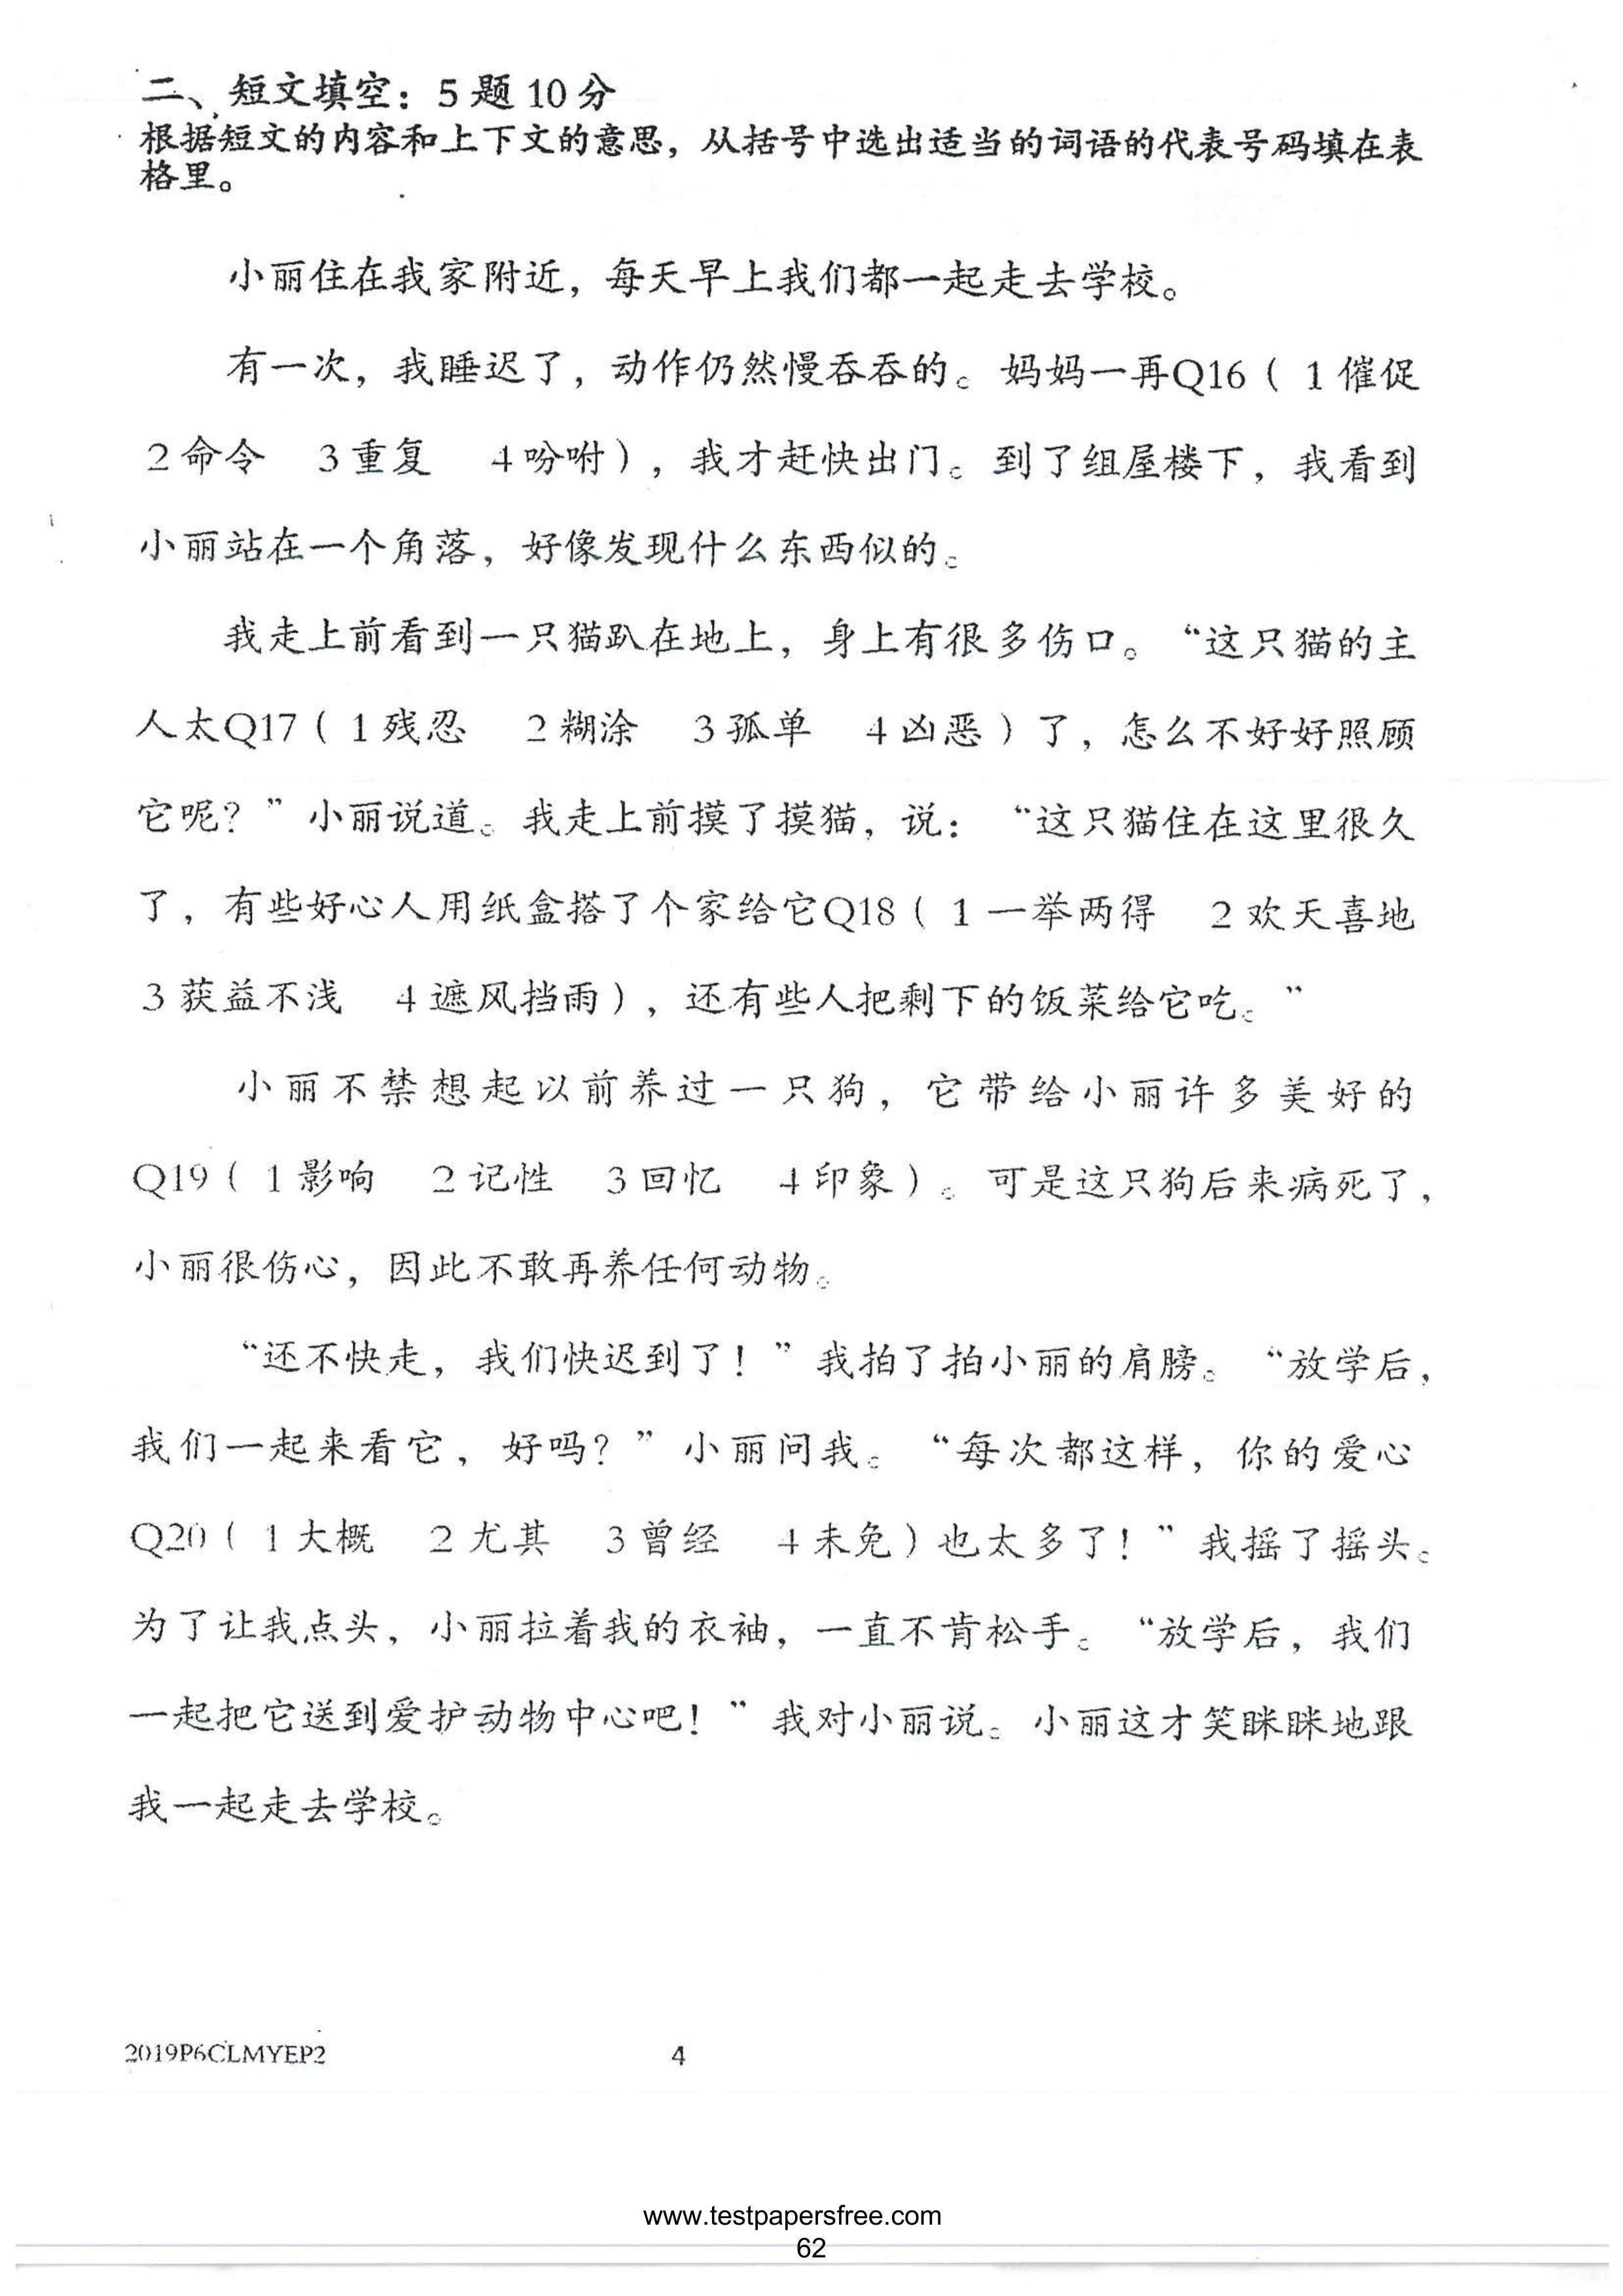 二、短文填空：5题10分
根据短文的内容和上下文的意思，从括号中选出适当的词语的代表号码填在表
格里。
小丽住在我家附近，每天早上我们都一起走去学校。
有一次，我睡迟了，动作仍然慢吞吞的。妈妈一再Q16（1催促
2命令 3重复 4吩咐），我才赶快出门。到了组屋楼下，我看到
小丽站在一个角落，好像发现什么东西似的。
我走上前看到一只猫趴在地上，身上有很多伤口。“这只猫的主
人太Q17（1残忍 2糊涂 3孤单 4凶恶）了，怎么不好好照顾
它呢？”小丽说道。我走上前摸了摸猫，说：“这只猫住在这里很久
了，有些好心人用纸盒搭了个家给它Q18（1一举两得 2欢天喜地
3获益不浅 4遮风挡雨），还有些人把剩下的饭菜给它吃。”
小丽不禁想起以前养过一只狗，它带给小丽许多美好的
Q19（1影响 2记性 3回忆 4印象）。可是这只狗后来病死了，
小丽很伤心，因此不敢再养任何动物。
“还不快走，我们快迟到了！”我拍了拍小丽的肩膀。“放学后，
我们一起来看它，好吗？”小丽问我。“每次都这样，你的爱心
Q20（1大概 2尤其 3曾经 4未免）也太多了！”我摇了摇头。
为了让我点头，小丽拉着我的衣袖，一直不肯松手。“放学后，我们
一起把它送到爱护动物中心吧！”我对小丽说。小丽这才笑眯眯地跟
我一起走去学校。
2019P6CLMYEP2 4
www.testpapersfree.com
62